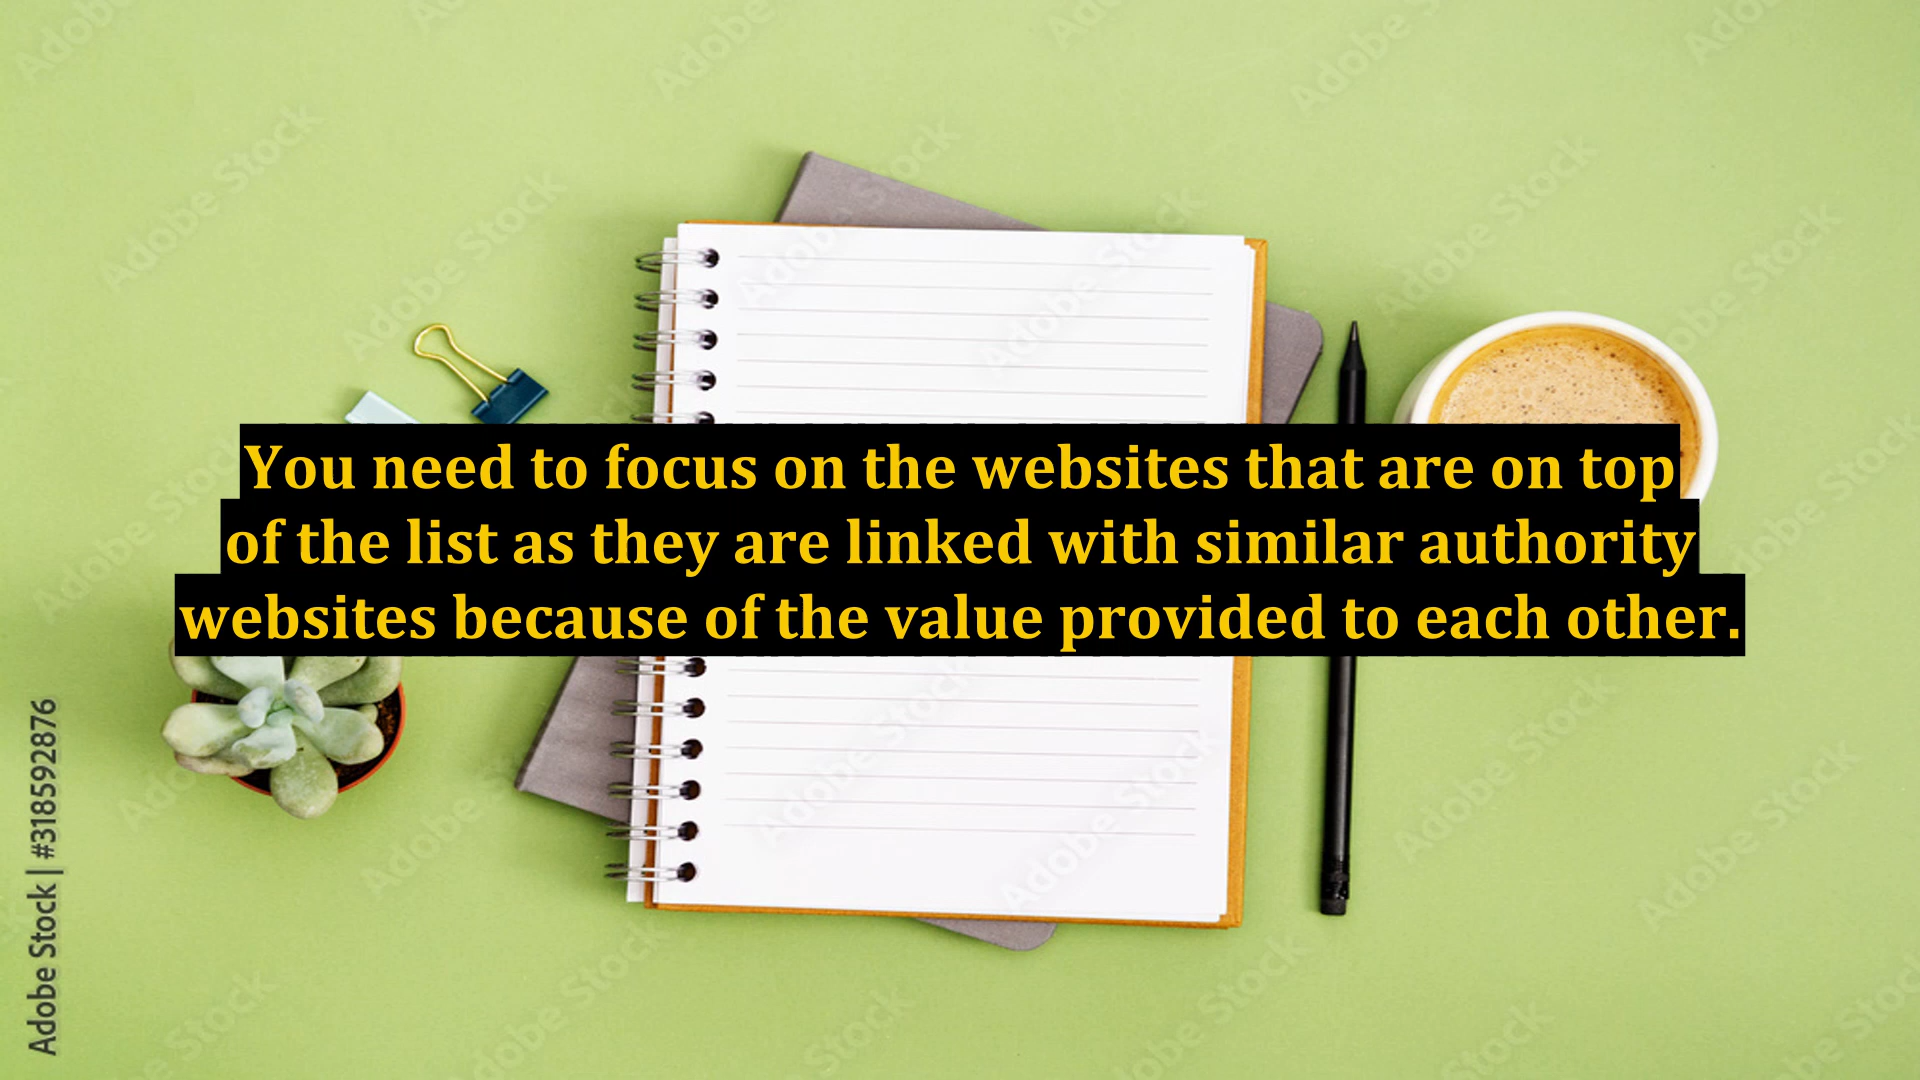 You need to focus on the websites that are on top
of the list as they are linked with similar authority
websites because of the value provided to each other.
Adobe Stock | #318592876